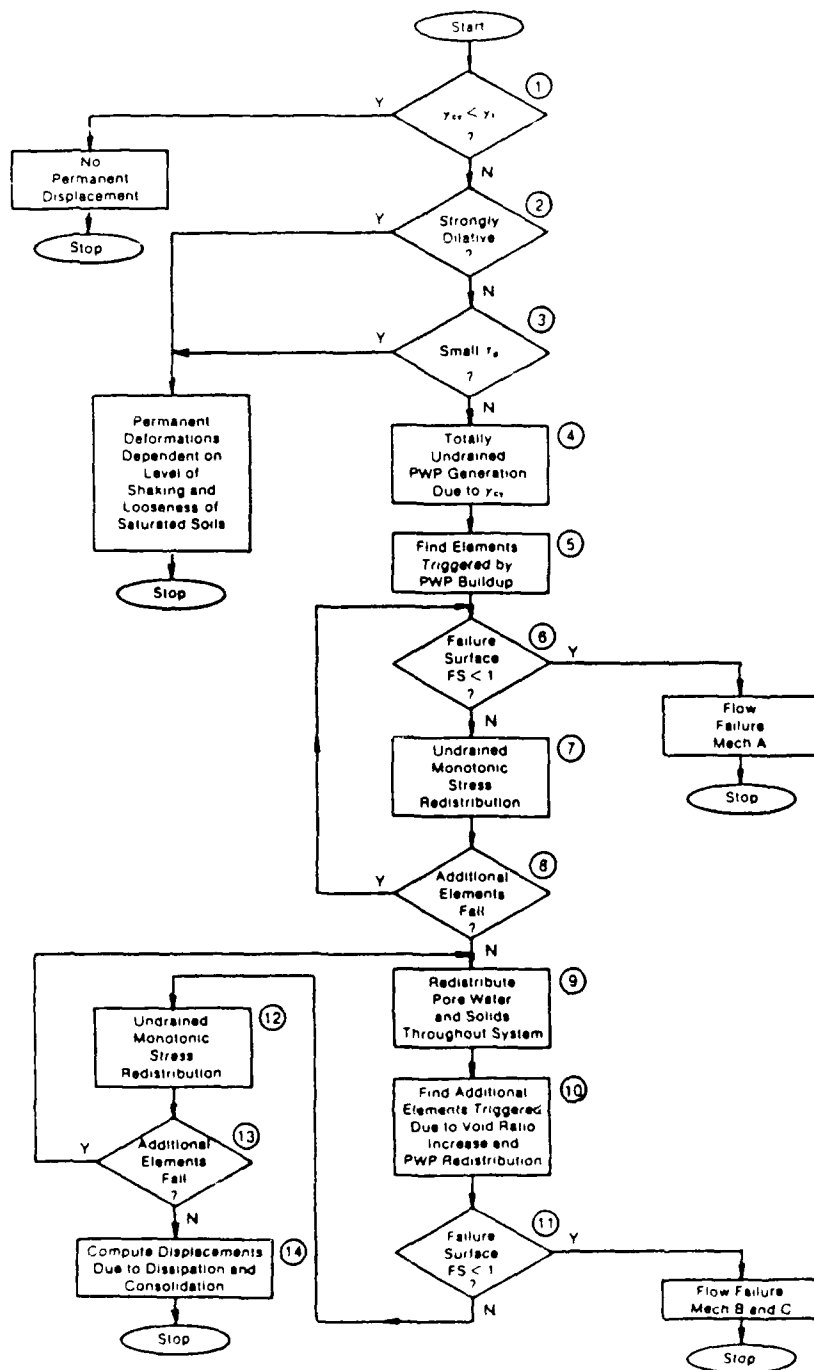 Start
1
Y
γcv < γt
?
N
No
Permanent
Displacement
Stop
2
Y
Strongly
Dilative
?
N
3
Y
Small
?
N
Permanent
Deformations
Dependent on
Level of
Shaking and
Looseness of
Saturated Soils
Stop
4
Totally
Undrained
PWP Generation
Due to γcv
5
Find Elements
Triggered by
PWP Buildup
6
Failure
Surface
FS < 1
?
Y
N
Flow
Failure
Mech A
Stop
7
Undrained
Monotonic
Stress
Redistribution
8
Y
Additional
Elements
Fail
?
N
9
Redistribute
Pore Water
and Solids
Throughout System
12
Undrained
Monotonic
Stress
Redistribution
10
Find Additional
Elements Triggered
Due to Void Ratio
Increase and
PWP Redistribution
13
Y
Additional
Elements
Fail
?
N
11
Failure
Surface
FS < 1
?
Y
N
14
Compute Displacements
Due to Dissipation and
Consolidation
Stop
Flow Failure
Mech B and C
Stop